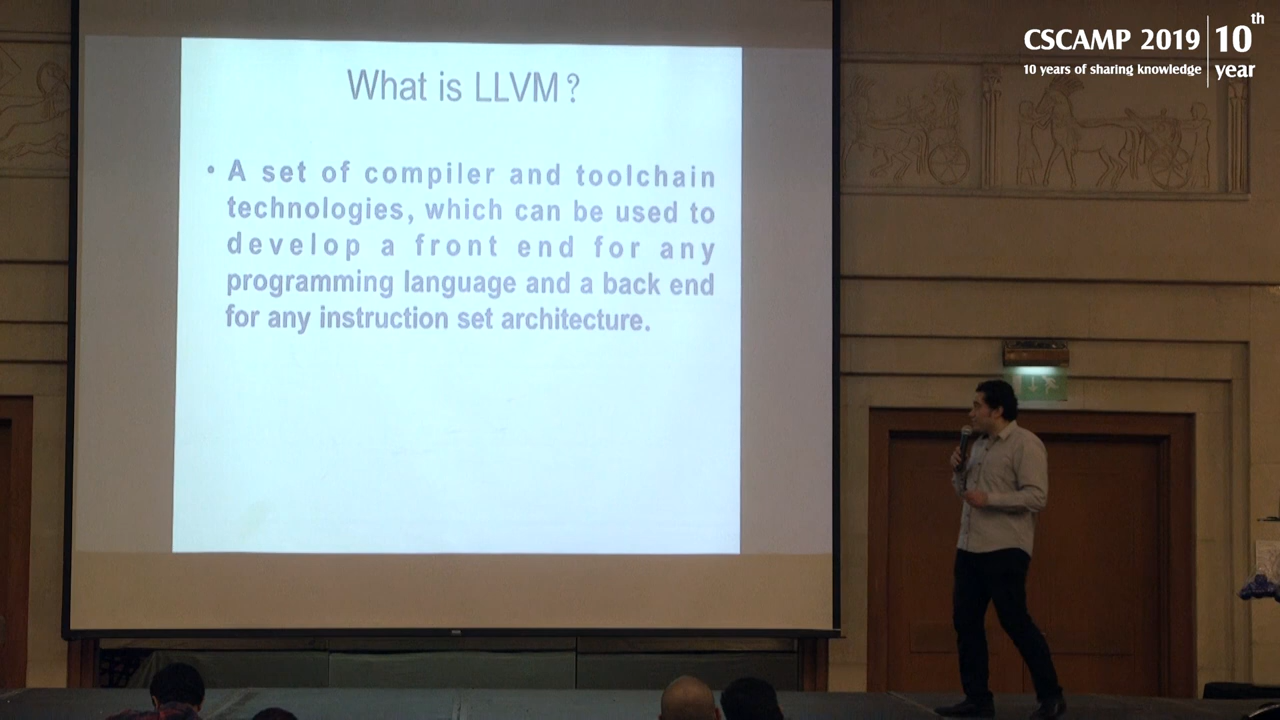 What is LLVM?
• A set of compiler and toolchain
technologies, which can be used to
develop a front end for any
programming language and a back end
for any instruction set architecture.
CSCAMP 2019
10 years of sharing knowledge
10th
year